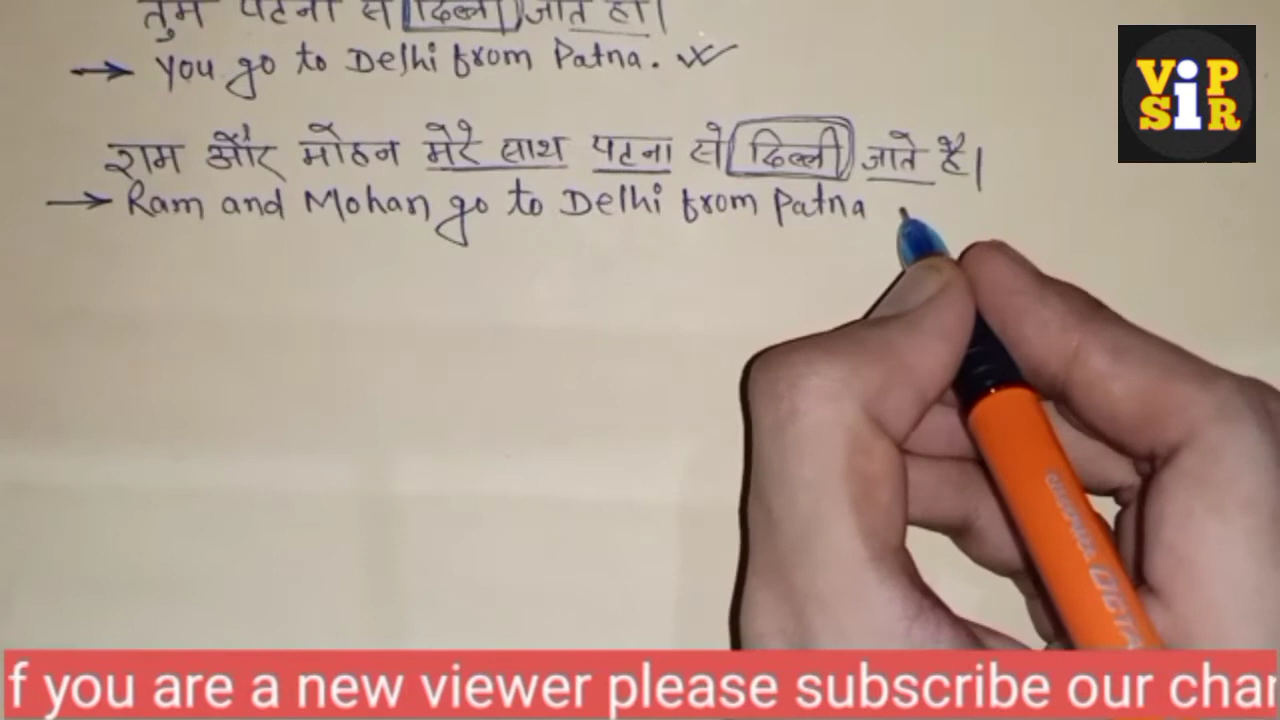 तुम पटना से दिल्ली जाते हो।
→ You go to Delhi from Patna.
ViP
SiR
राम और मोहन मेरे साथ पटना से दिल्ली जाते है।
→ Ram and Mohan go to Delhi from Patna
f you are a new viewer please subscribe our char